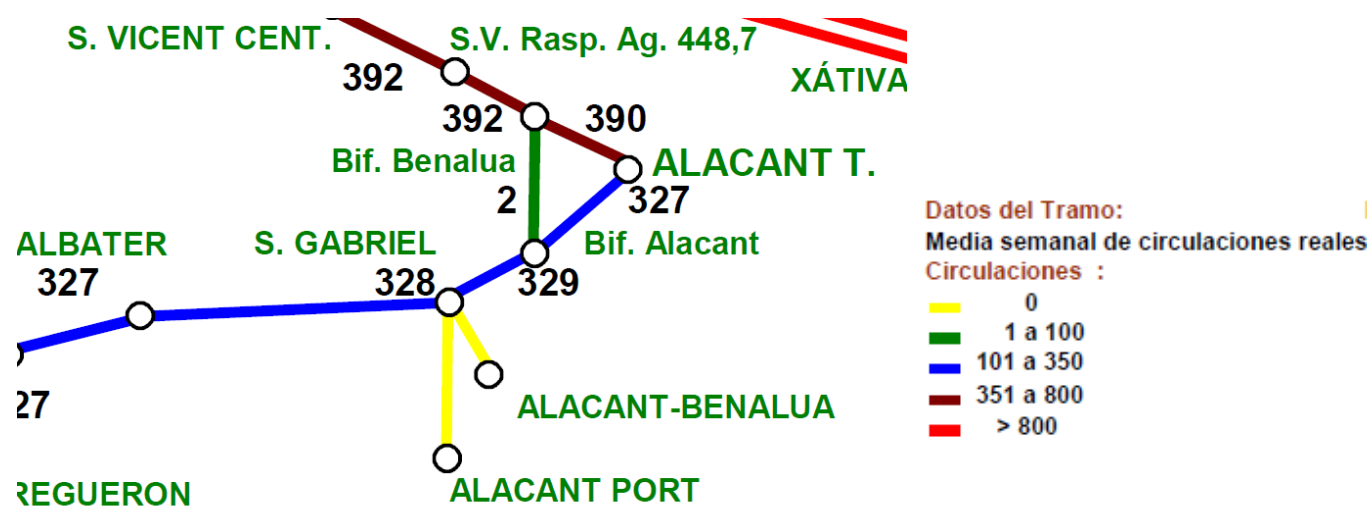 S. VICENT CENT.
S.V. Rasp. Ag. 448,7
392
XÁTIVA
392
390
Bif. Benalua
ALACANT T.
2
327
ALBATER
S. GABRIEL
Bif. Alacant
327
328
329
27
ALACANT-BENALUA
REGUERON
ALACANT PORT
Datos del Tramo:
Media semanal de circulaciones reales
Circulaciones :
0
1 a 100
101 a 350
351 a 800
> 800